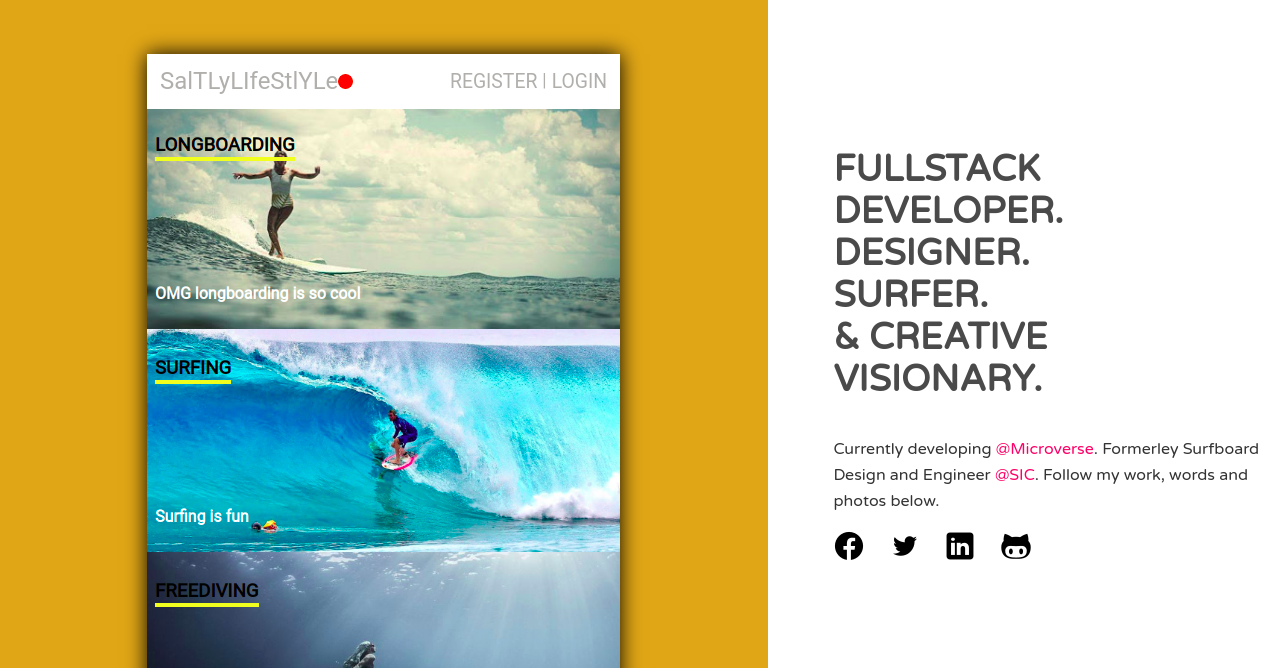 SalTLyLIfeStlYLe
REGISTER | LOGIN
LONGBOARDING
OMG longboarding is so cool
SURFING
Surfing is fun
FREEDIVING
FULLSTACK
DEVELOPER.
DESIGNER.
SURFER.
& CREATIVE
VISIONARY.
Currently developing @Microverse. Formerley Surfboard
Design and Engineer @SIC. Follow my work, words and
photos below.